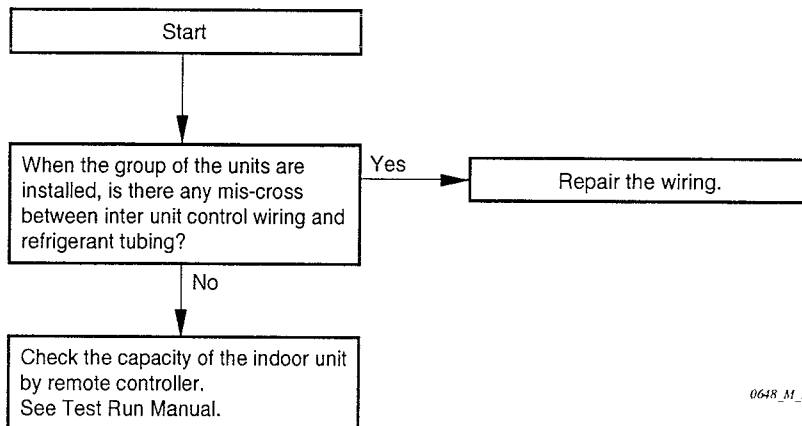 Start
When the group of the units are
installed, is there any mis-cross
between inter unit control wiring and
refrigerant tubing?
Yes
Repair the wiring.
No
Check the capacity of the indoor unit
by remote controller.
See Test Run Manual.
0648_M_